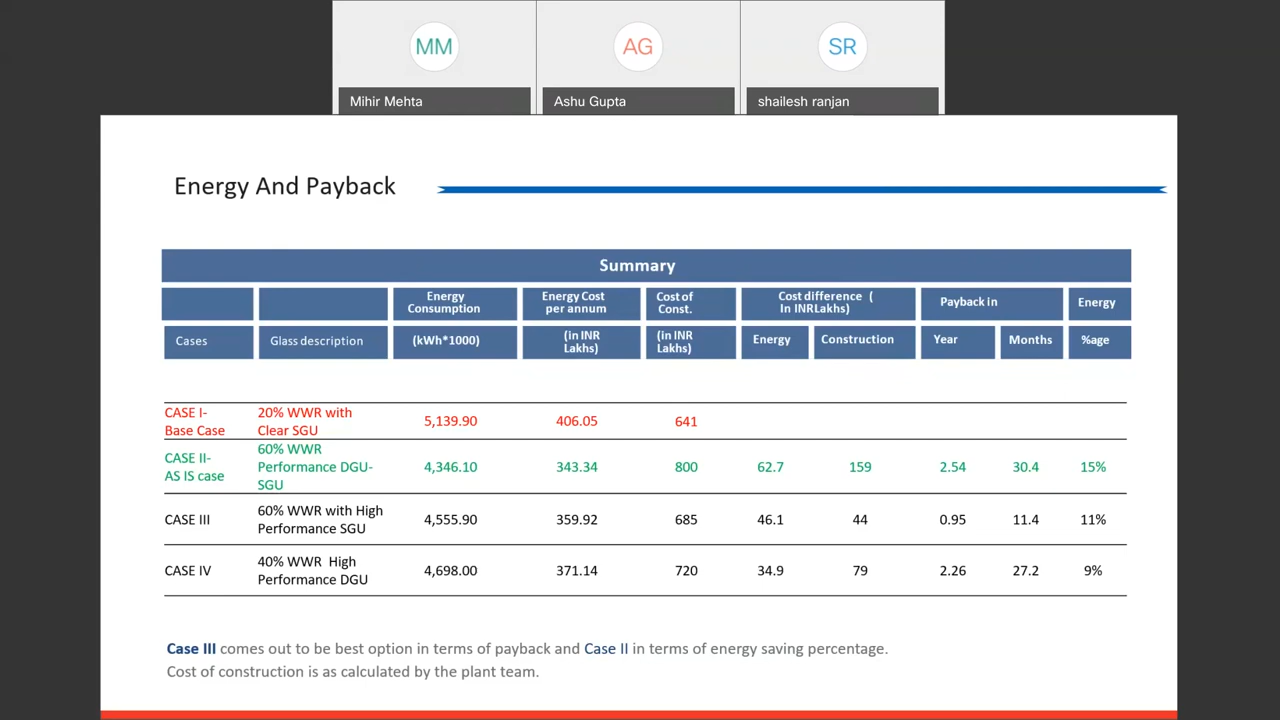 MM
AG
SR
Mihir Mehta
Ashu Gupta
shailesh ranjan
Energy And Payback
Summary
Energy Consumption
Energy Cost per annum
Cost of Const.
Cost difference ( In INRLakhs)
Payback in
Energy
Cases
Glass description
(kWh*1000)
(in INR Lakhs)
(in INR Lakhs)
Energy
Construction
Year
Months
%age
CASE I- Base Case
20% WWR with Clear SGU
5,139.90
406.05
641
CASE II- AS IS case
60% WWR Performance DGU- SGU
4,346.10
343.34
800
62.7
159
2.54
30.4
15%
CASE III
60% WWR with High Performance SGU
4,555.90
359.92
685
46.1
44
0.95
11.4
11%
CASE IV
40% WWR High Performance DGU
4,698.00
371.14
720
34.9
79
2.26
27.2
9%
Case III comes out to be best option in terms of payback and Case II in terms of energy saving percentage.
Cost of construction is as calculated by the plant team.